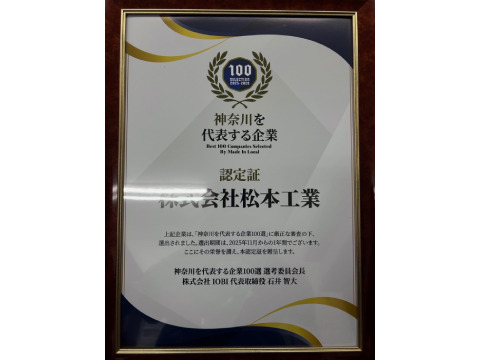 100
SELECTION
2025-2026
神奈川を
代表する企業
Best 100 Companies Selected
By Made In Local
認定証
株式会社松本工業
上記企業は、「神奈川を代表する企業100選」に厳正な審査の下、
選出されました。選出期間は、2025年11月からの1年間でございます。
ここにその栄誉を讃え、本認定証を贈呈します。
神奈川を代表する企業100選 選考委員会長
株式会社 IOBI 代表取締役 石井 智大